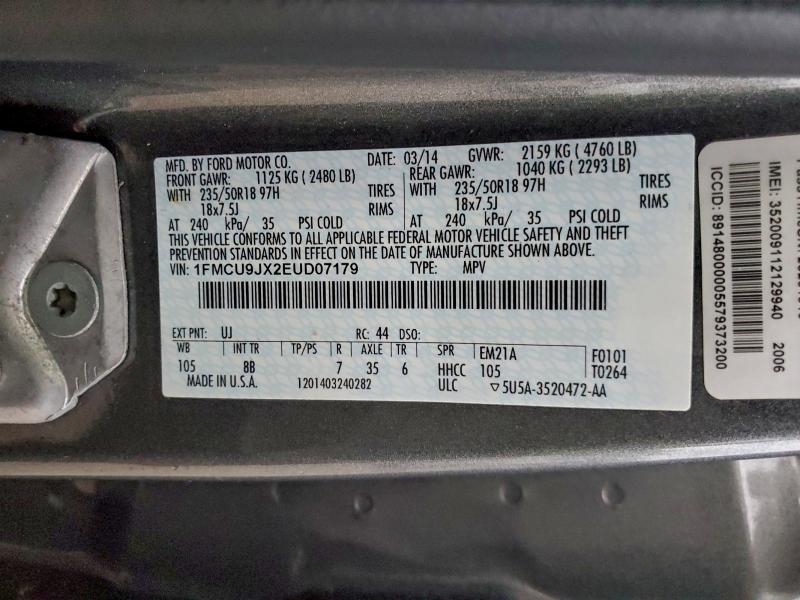 MFD. BY FORD MOTOR CO.
DATE: 03/14 GVWR: 2159 KG ( 4760 LB)
FRONT GAWR: 1125 KG ( 2480 LB) REAR GAWR: 1040 KG ( 2293 LB)
WITH 235/50R18 97H TIRES WITH 235/50R18 97H TIRES
18x7.5J RIMS 18x7.5J RIMS
AT 240 kPa/ 35 PSI COLD AT 240 kPa/ 35 PSI COLD
THIS VEHICLE CONFORMS TO ALL APPLICABLE FEDERAL MOTOR VEHICLE SAFETY AND THEFT
PREVENTION STANDARDS IN EFFECT ON THE DATE OF MANUFACTURE SHOWN ABOVE.
VIN: 1FMCU9JX2EUD07179 TYPE: MPV
EXT PNT: UJ RC: 44 DSO:
WB INT TR TP/PS R AXLE TR SPR EM21A F0101
105 8B 7 35 6 HHCC 105 T0264
MADE IN U.S.A. 1201403240282 ULC ▽5U5A-3520472-AA
IMEI: 352009112129940 2006
ICCID: 89148000005579373200